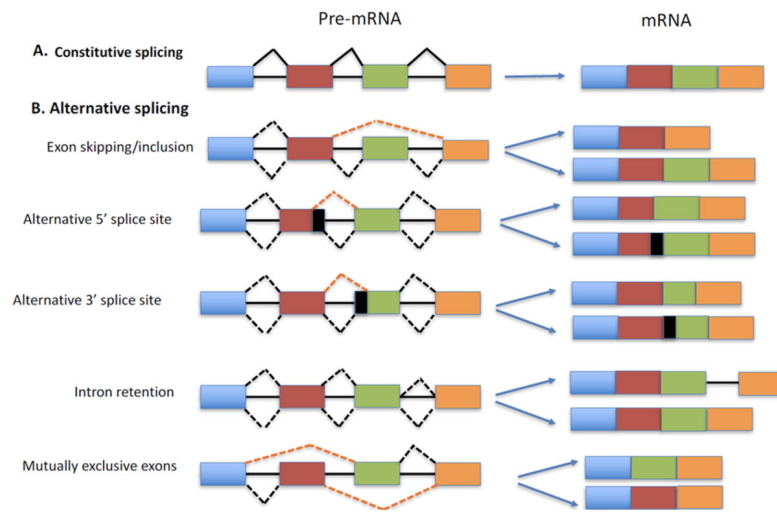 Pre-mRNA
mRNA
A. Constitutive splicing
B. Alternative splicing
Exon skipping/inclusion
Alternative 5' splice site
Alternative 3' splice site
Intron retention
Mutually exclusive exons